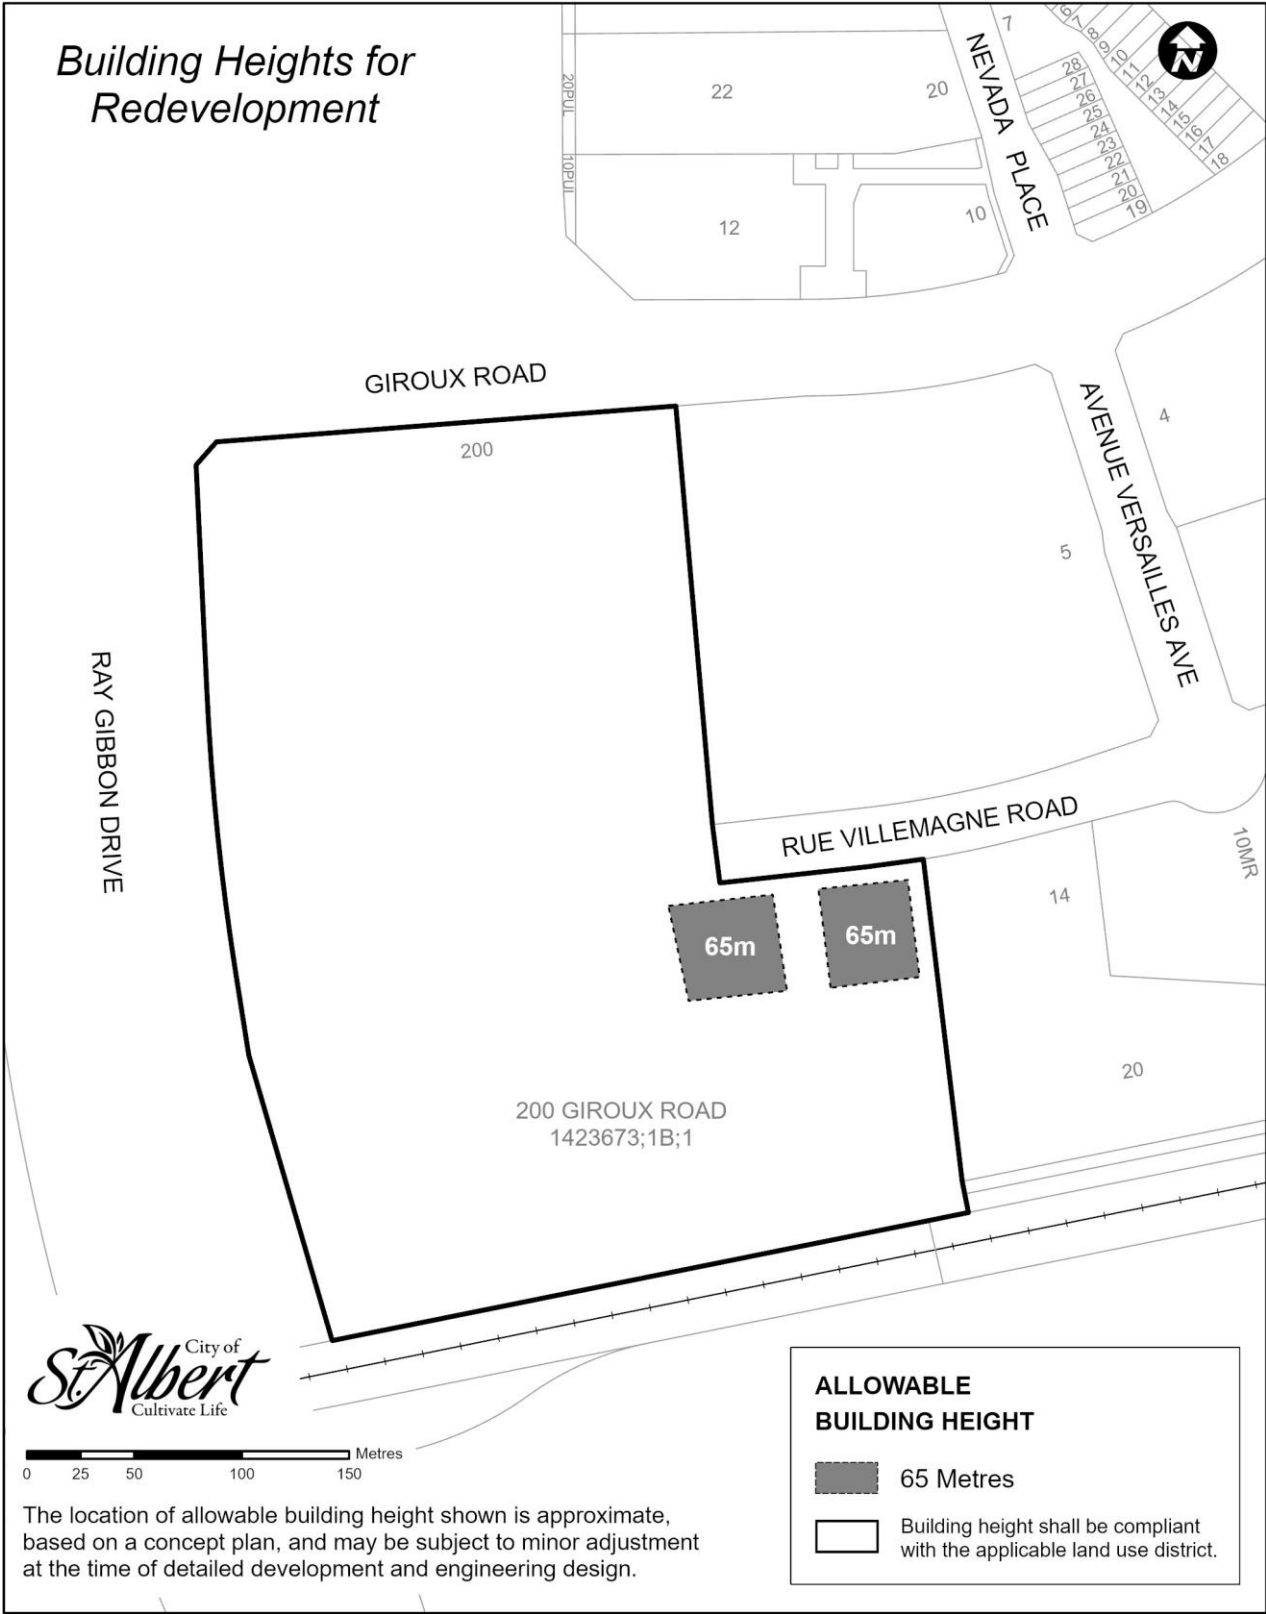 Building Heights for
Redevelopment
N
20PUL
10PUL
22
20
12
10
NEVADA PLACE
7
28
27
26
25
24
23
22
21
20
19
6
7
8
9
10
11
12
13
14
15
16
17
18
GIROUX ROAD
200
AVENUE VERSAILLES AVE
4
5
RAY GIBBON DRIVE
RUE VILLEMAGNE ROAD
10MR
14
65m
65m
20
200 GIROUX ROAD
1423673;1B;1
City of
St. Albert
Cultivate Life
Metres
0 25 50 100 150
The location of allowable building height shown is approximate,
based on a concept plan, and may be subject to minor adjustment
at the time of detailed development and engineering design.
ALLOWABLE
BUILDING HEIGHT
65 Metres
Building height shall be compliant
with the applicable land use district.